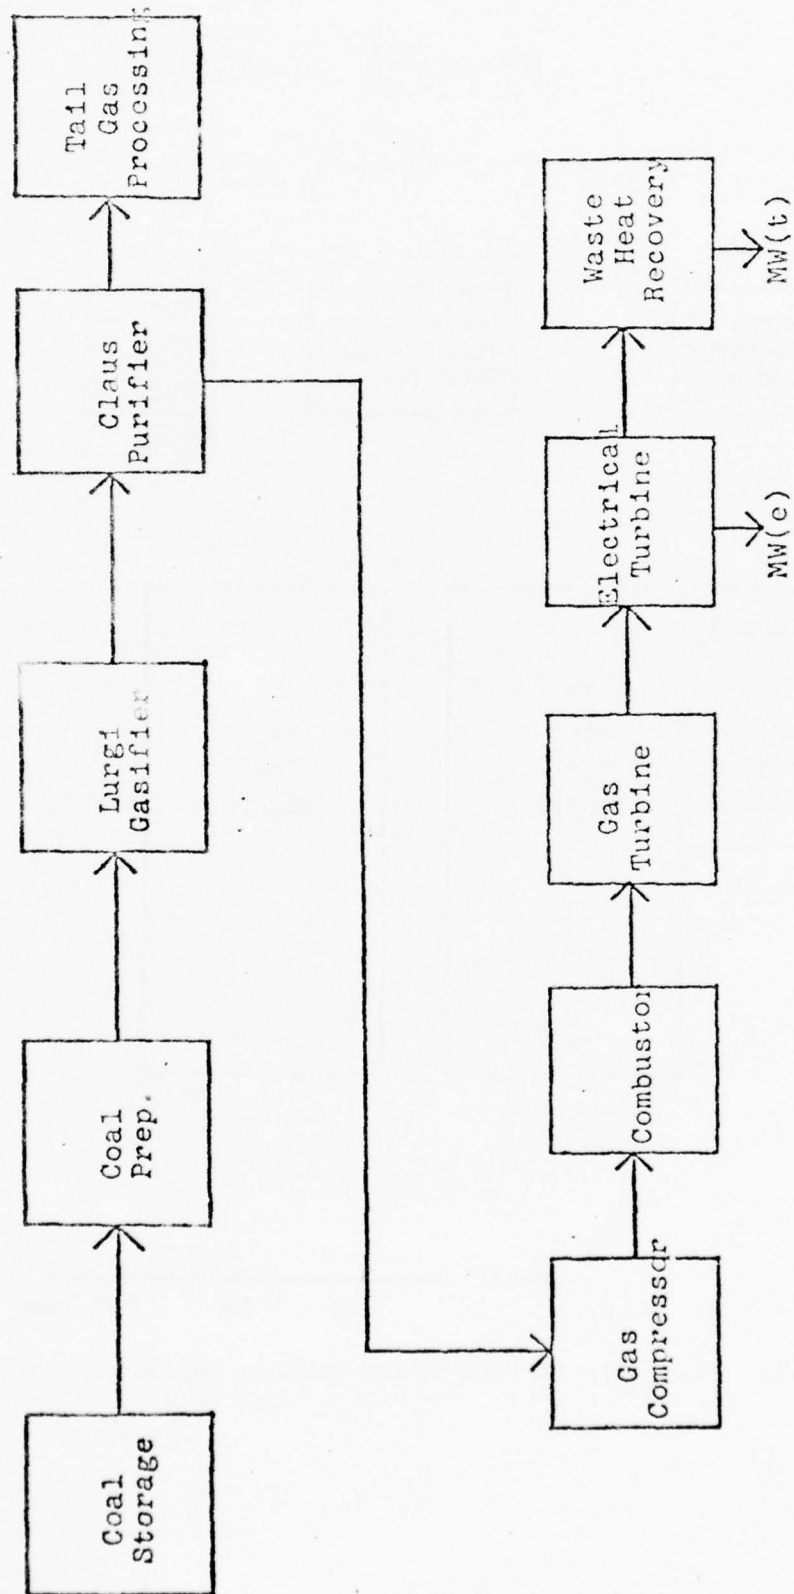 Coal
Storage
Coal
Prep.
Lurgi
Gasifier
Claus
Purifier
Tail
Gas
Processing
Gas
Compressor
Combustor
Gas
Turbine
Electrical
Turbine
MW(e)
Waste
Heat
Recovery
MW(t)